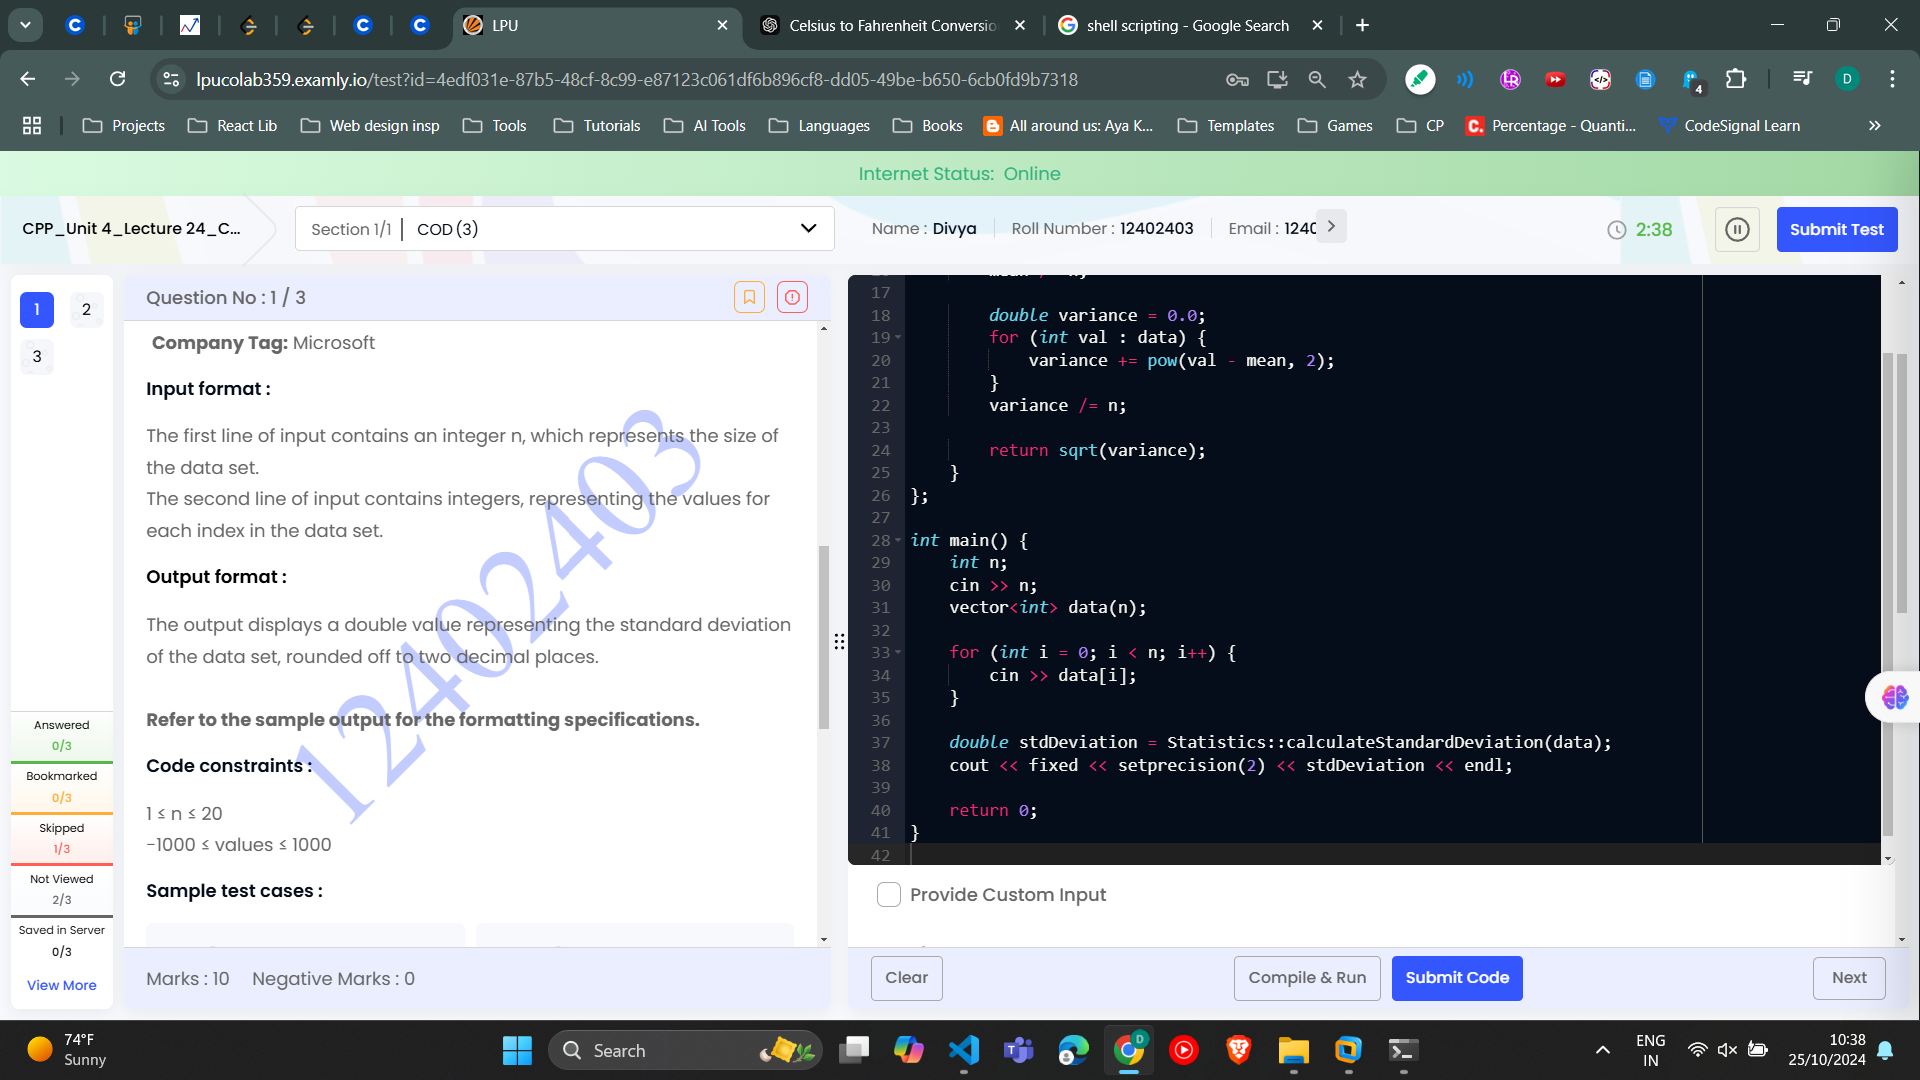 LPU
Celsius to Fahrenheit Conversio
shell scripting - Google Search
lpucolab359.examly.io/test?id=4edf031e-87b5-48cf-8c99-e87123c061df6b896cf8-dd05-49be-b650-6cb0fd9b7318
4
D
Projects
React Lib
Web design insp
Tools
Tutorials
AI Tools
Languages
Books
All around us: Aya K...
Templates
Games
CP
Percentage - Quanti...
CodeSignal Learn
Internet Status: Online
CPP_Unit 4_Lecture 24_C...
Section 1/1 | COD (3)
Name : Divya
Roll Number : 12402403
Email : 1240
2:38
Submit Test
1
2
3
Question No : 1 / 3
Company Tag: Microsoft
Input format :
The first line of input contains an integer n, which represents the size of
the data set.
The second line of input contains integers, representing the values for
each index in the data set.
Output format :
The output displays a double value representing the standard deviation
of the data set, rounded off to two decimal places.
Refer to the sample output for the formatting specifications.
Code constraints :
1 ≤ n ≤ 20
-1000 ≤ values ≤ 1000
Sample test cases :
12402403
Answered
0/3
Bookmarked
0/3
Skipped
1/3
Not Viewed
2/3
Saved in Server
0/3
View More
Marks : 10 Negative Marks : 0
17
18 double variance = 0.0;
19 for (int val : data) {
20 variance += pow(val - mean, 2);
21 }
22 variance /= n;
23
24 return sqrt(variance);
25 }
26 };
27
28 int main() {
29 int n;
30 cin >> n;
31 vector<int> data(n);
32
33 for (int i = 0; i < n; i++) {
34 cin >> data[i];
35 }
36
37 double stdDeviation = Statistics::calculateStandardDeviation(data);
38 cout << fixed << setprecision(2) << stdDeviation << endl;
39
40 return 0;
41 }
42
Provide Custom Input
Clear
Compile & Run
Submit Code
Next
74°F
Sunny
Search
D
ENG
IN
10:38
25/10/2024